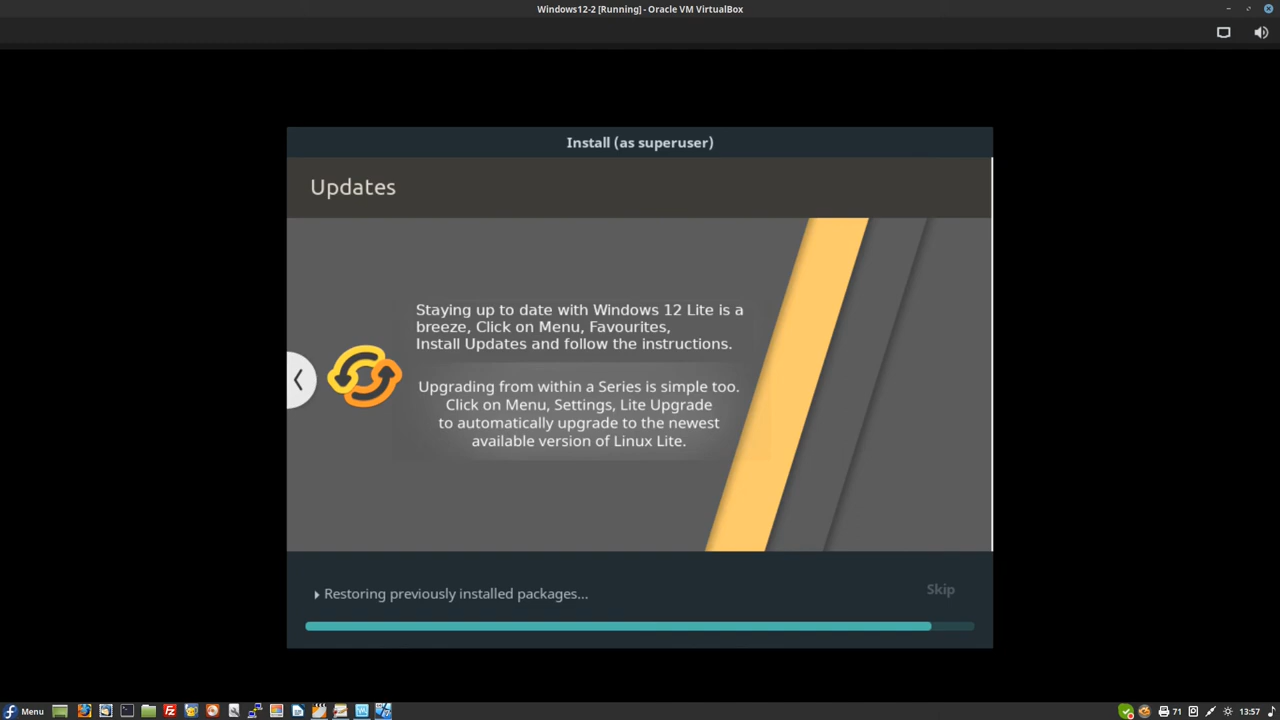 Windows12-2 [Running] - Oracle VM VirtualBox
Install (as superuser)
Updates
Staying up to date with Windows 12 Lite is a
breeze, Click on Menu, Favourites,
Install Updates and follow the instructions.
Upgrading from within a Series is simple too.
Click on Menu, Settings, Lite Upgrade
to automatically upgrade to the newest
available version of Linux Lite.
Restoring previously installed packages...
Skip
Menu
71
13:57